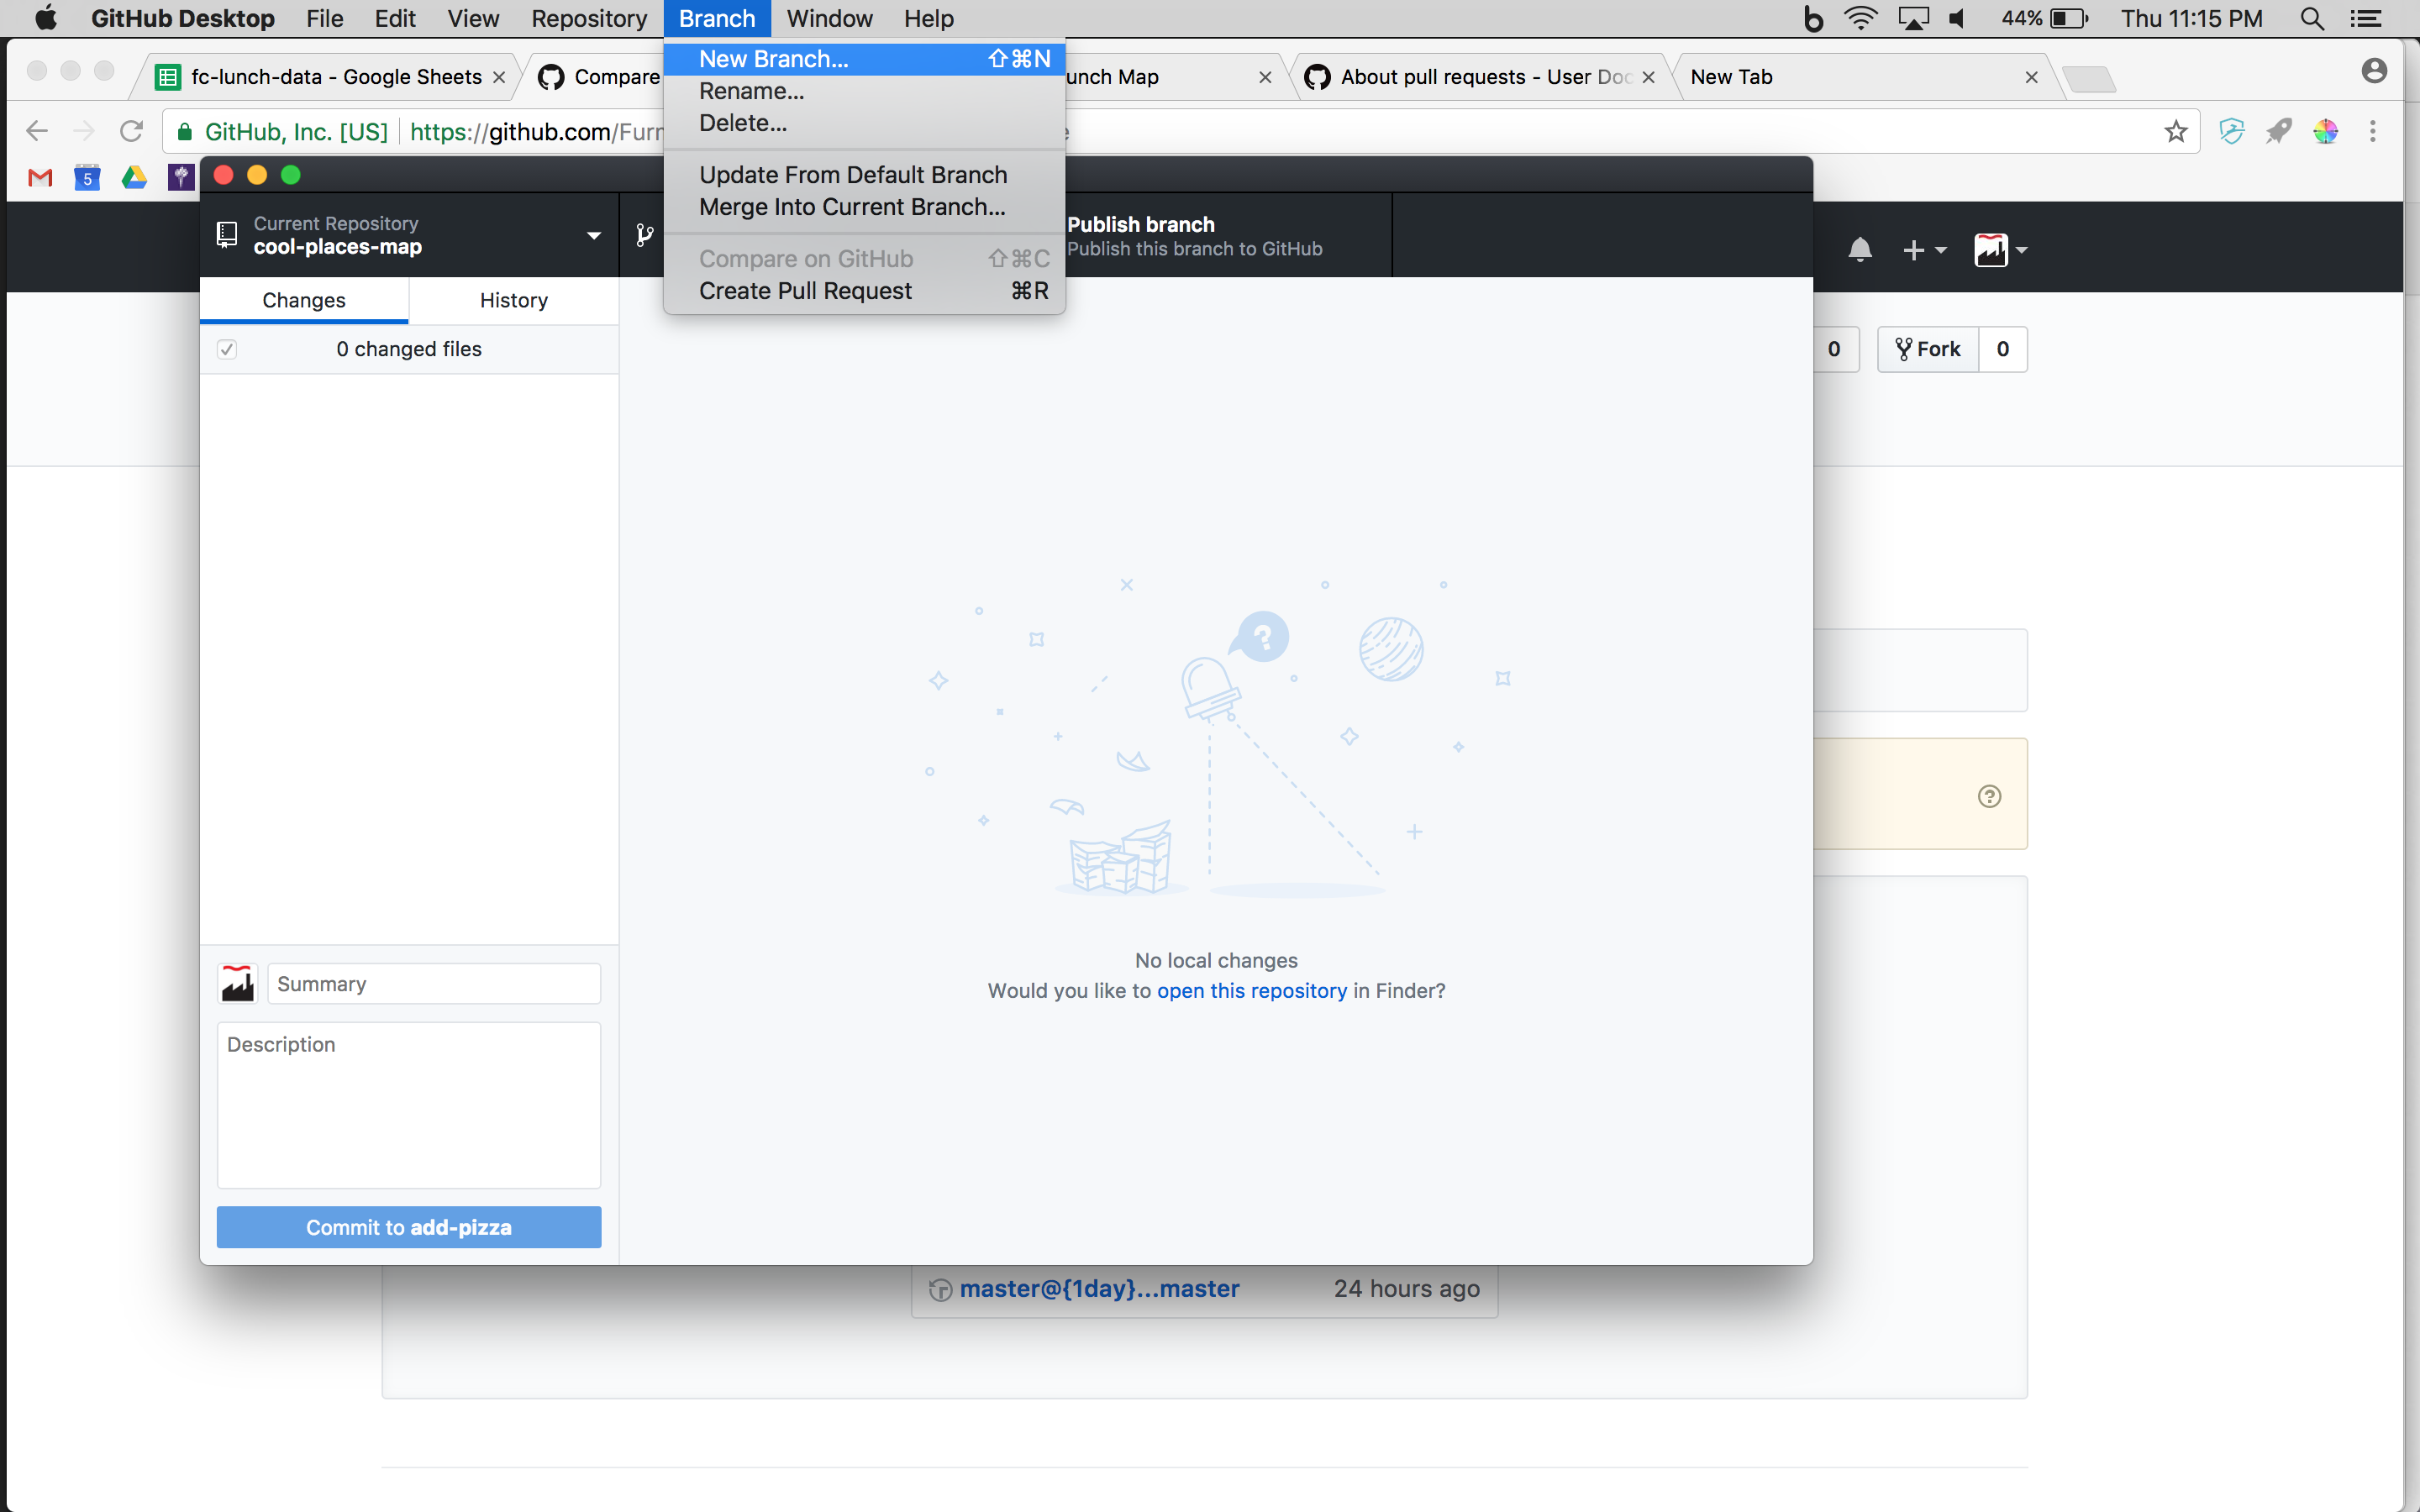 GitHub Desktop File Edit View Repository Branch Window Help 44% Thu 11:15 PM
fc-lunch-data - Google Sheets Compare unch Map About pull requests - User Doc New Tab
GitHub, Inc. [US] https://github.com/Furn
5
New Branch... ⇧⌘N
Rename...
Delete...
Update From Default Branch
Merge Into Current Branch...
Compare on GitHub ⇧⌘C
Create Pull Request ⌘R
Current Repository
cool-places-map
Publish branch
Publish this branch to GitHub
Changes History
0 changed files
0 Fork 0
?
?
No local changes
Would you like to open this repository in Finder?
Summary
Description
Commit to add-pizza
master@{1day}...master 24 hours ago